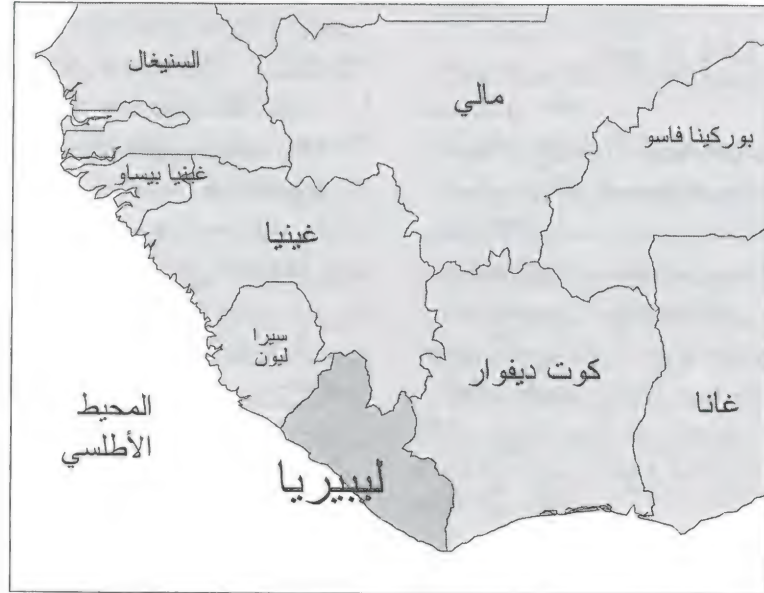 السنيغال
مالي
بوركينا فاسو
غينيا بيساو
غينيا
سيرا
ليون
كوت ديفوار
غانا
المحيط
الأطلسي
ليبيريا